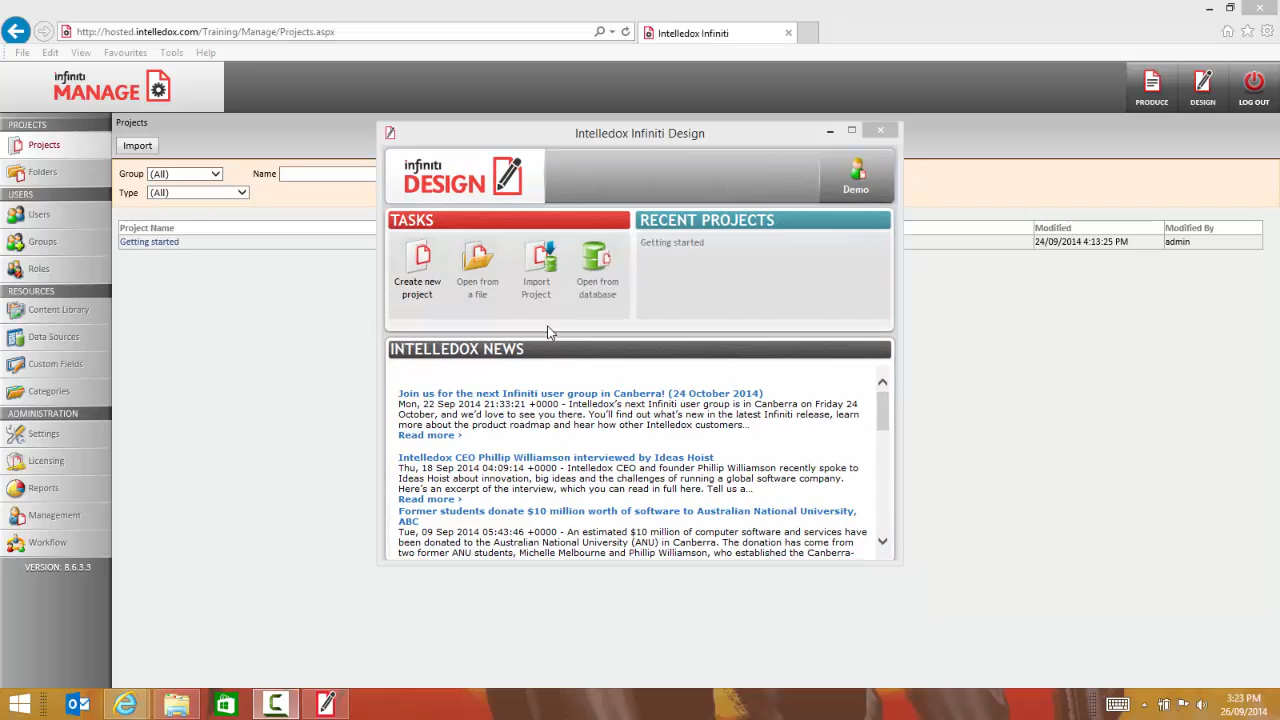 http://hosted.intelledox.com/Training/Manage/Projects.aspx
Intelledox Infiniti
File Edit View Favourites Tools Help
infiniti
MANAGE
PRODUCE
DESIGN
LOG OUT
PROJECTS
Projects
Folders
USERS
Users
Groups
Roles
RESOURCES
Content Library
Data Sources
Custom Fields
Categories
ADMINISTRATION
Settings
Licensing
Reports
Management
Workflow
VERSION: 8.6.3.3
Projects
Import
Group (All) Name
Type (All)
Project Name Modified Modified By
Getting started 24/09/2014 4:13:25 PM admin
Intelledox Infiniti Design
infiniti
DESIGN
Demo
TASKS
Create new
project
Open from
a file
Import
Project
Open from
database
RECENT PROJECTS
Getting started
INTELLEDOX NEWS
Join us for the next Infiniti user group in Canberra! (24 October 2014)
Mon, 22 Sep 2014 21:33:21 +0000 - Intelledox's next Infiniti user group is in Canberra on Friday 24
October, and we'd love to see you there. You'll find out what's new in the latest Infiniti release, learn
more about the product roadmap and hear how other Intelledox customers...
Read more ›
Intelledox CEO Phillip Williamson interviewed by Ideas Hoist
Thu, 18 Sep 2014 04:09:14 +0000 - Intelledox CEO and founder Phillip Williamson recently spoke to
Ideas Hoist about innovation, big ideas and the challenges of running a global software company.
Here's an excerpt of the interview, which you can read in full here. Tell us a...
Read more ›
Former students donate $10 million worth of software to Australian National University,
ABC
Tue, 09 Sep 2014 05:43:46 +0000 - An estimated $10 million of computer software and services have
been donated to the Australian National University (ANU) in Canberra. The donation has come from
two former ANU students, Michelle Melbourne and Phillip Williamson, who established the Canberra-
3:23 PM
26/09/2014